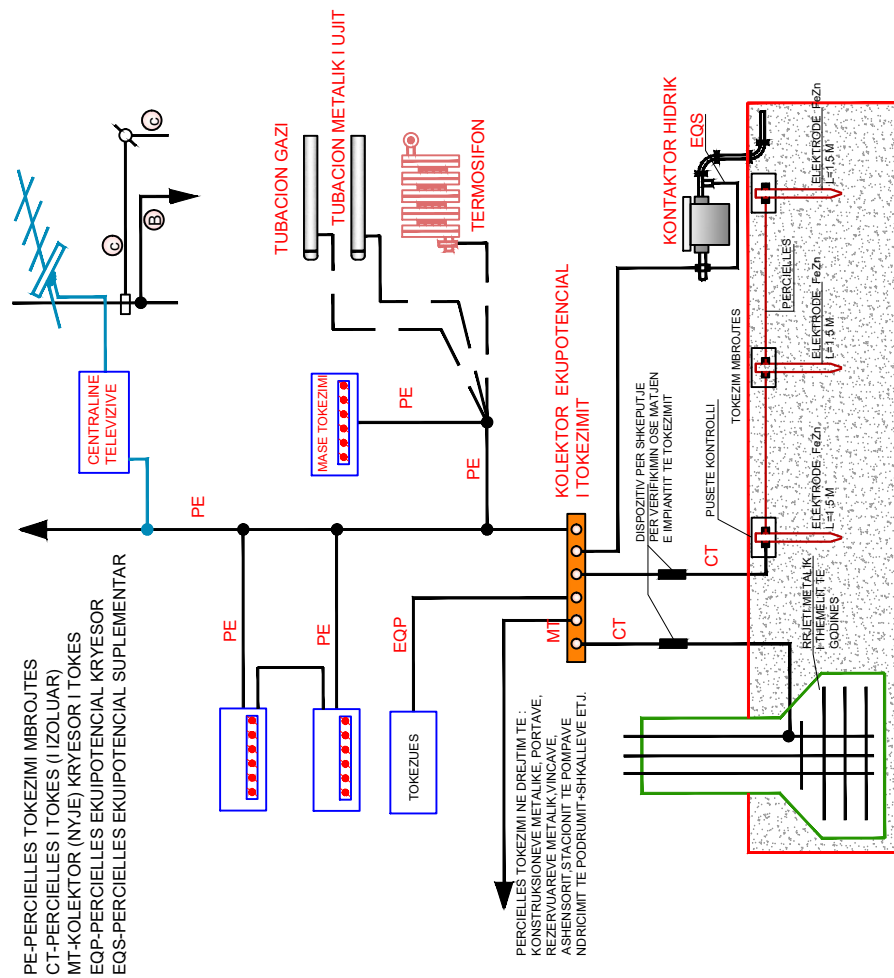 PE-PERCIELLES TOKEZIMI MBROJTES
CT-PERCIELLES I TOKES (I IZOLUAR)
MT-KOLEKTOR (NYJE) KRYESOR I TOKES
EQP-PERCIELLES EKUIPOTENCIAL KRYESOR
EQS-PERCIELLES EKUIPOTENCIAL SUPLEMENTAR
C
C
B
CENTRALINE
TELEVIZIVE
PE
PE
PE
TUBACION GAZI
TUBACION METALIK I UJIT
TERMOSIFON
MASE TOKEZIMI
PE
PE
TOKEZUES
EQP
MT
KOLEKTOR EKUPOTENCIAL
I TOKEZIMIT
KONTAKTOR HIDRIK
EQS
PERCIELLES TOKEZIMI NE DREJTIM TE :
KONSTRUKSIONEVE METALIKE, PORTAVE,
REZERVUAREVE METALIK,VINCAVE,
ASHENSORIT,STACIONIT TE POMPAVE
NDRICIMIT TE PODRUMIT+SHKALLEVE ETJ.
CT
CT
DISPOZITIV PER SHKEPUTJE
PER VERIFIKIMIN OSE MATJEN
E IMPIANTIT TE TOKEZIMIT
PUSETE KONTROLLI
TOKEZIM MBROJTES
PERCIELLES
RRJETI METALIK
I THEMELIT TE
GODINES
ELEKTRODE FeZn
L=1,5 M
ELEKTRODE FeZn
L=1,5 M
ELEKTRODE FeZn
L=1,5 M